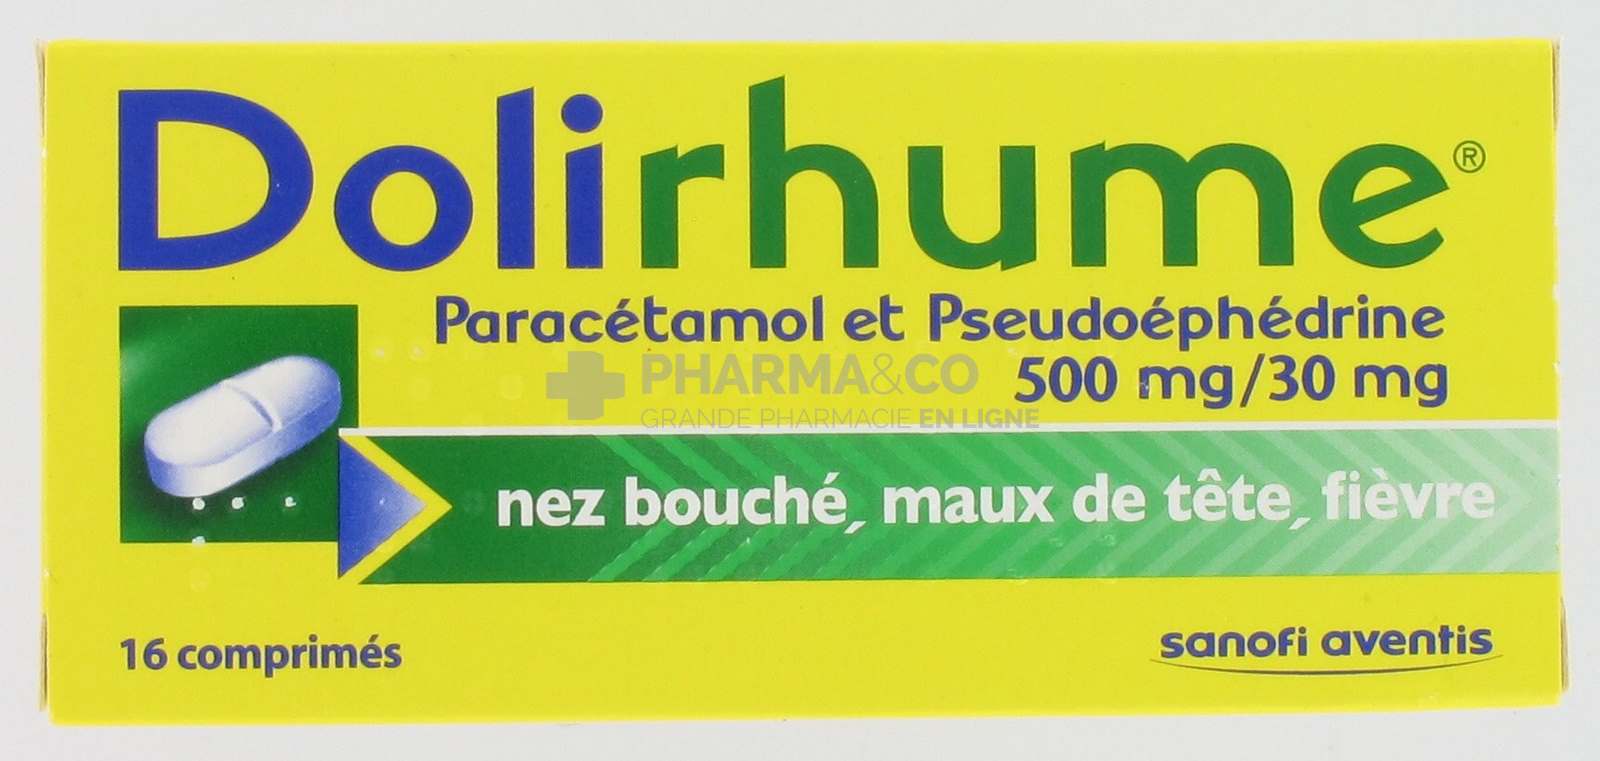 Dolirhume®
Paracétamol et Pseudoéphédrine
500 mg/30 mg
PHARMA&CO
GRANDE PHARMACIE EN LIGNE
nez bouché, maux de tête, fièvre
16 comprimés
sanofi aventis